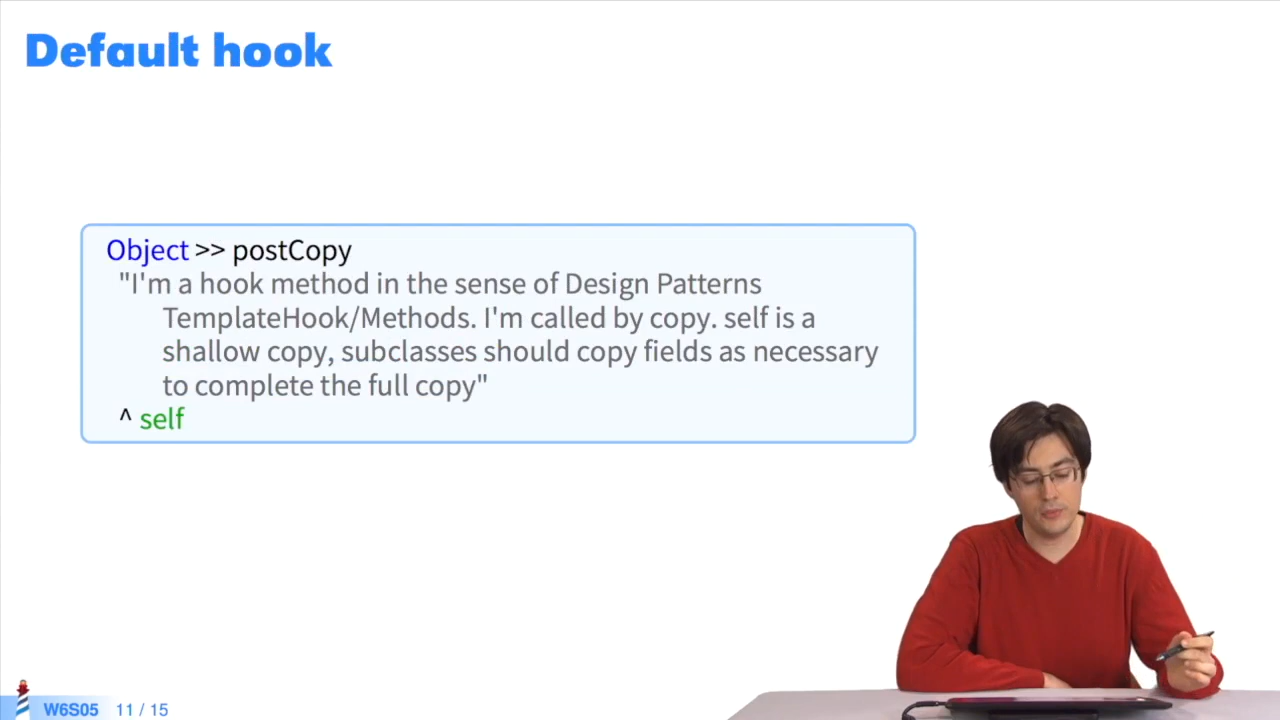 Default hook
Object >> postCopy
"I'm a hook method in the sense of Design Patterns
TemplateHook/Methods. I'm called by copy. self is a
shallow copy, subclasses should copy fields as necessary
to complete the full copy"
^ self
W6S05 11 / 15